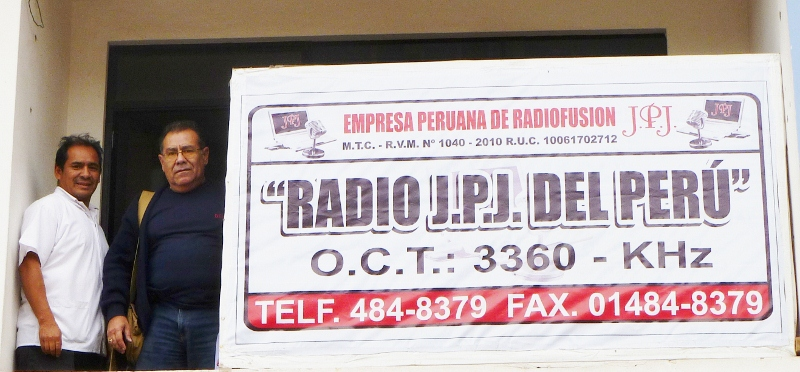 EMPRESA PERUANA DE RADIOFUSION JPJ
M.T.C. - R.V.M. Nº 1040 - 2010 R.U.C. 10061702712
"RADIO J.P.J. DEL PERÚ"
O.C.T.: 3360 - KHz
TELF. 484-8379 FAX. 01484-8379